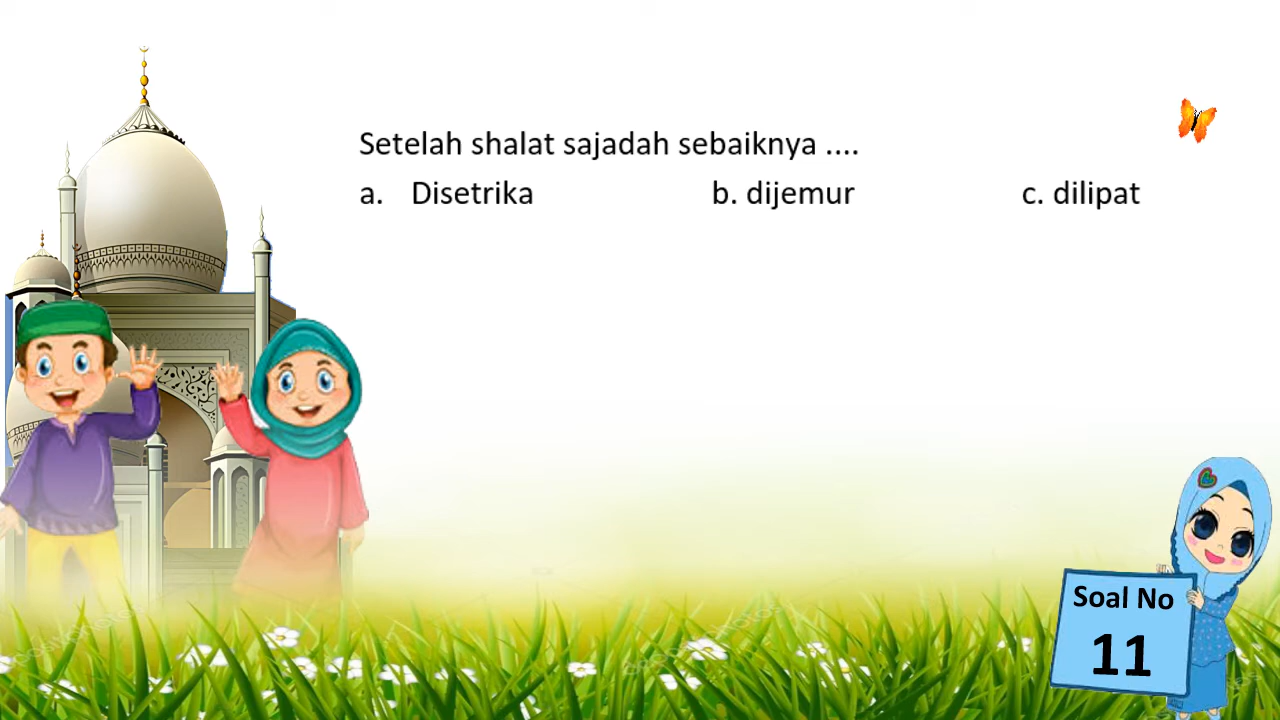 Setelah shalat sajadah sebaiknya ....
a. Disetrika b. dijemur c. dilipat
Soal No
11